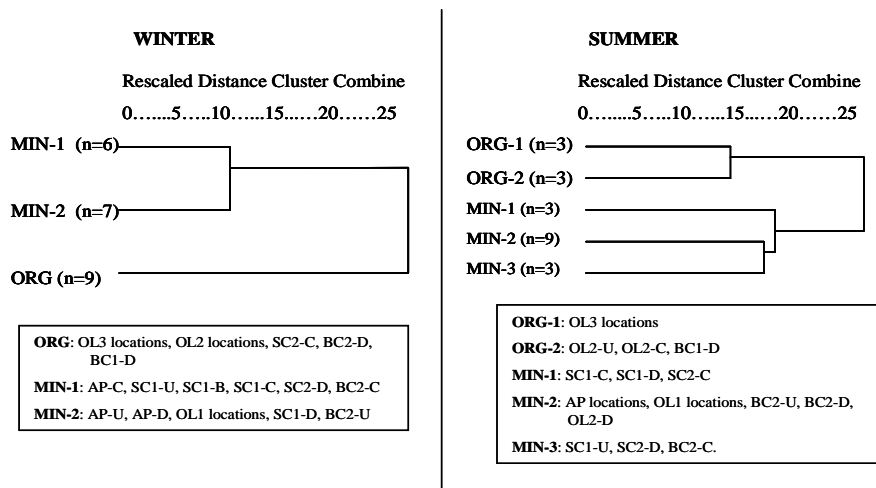 WINTER
Rescaled Distance Cluster Combine
0…....5…..10…...15...…20……25
MIN-1 (n=6)
MIN-2 (n=7)
ORG (n=9)
ORG: OL3 locations, OL2 locations, SC2-C, BC2-D,
BC1-D
MIN-1: AP-C, SC1-U, SC1-B, SC1-C, SC2-D, BC2-C
MIN-2: AP-U, AP-D, OL1 locations, SC1-D, BC2-U
SUMMER
Rescaled Distance Cluster Combine
0….....5…..10…...15...…20……25
ORG-1 (n=3)
ORG-2 (n=3)
MIN-1 (n=3)
MIN-2 (n=9)
MIN-3 (n=3)
ORG-1: OL3 locations
ORG-2: OL2-U, OL2-C, BC1-D
MIN-1: SC1-C, SC1-D, SC2-C
MIN-2: AP locations, OL1 locations, BC2-U, BC2-D,
OL2-D
MIN-3: SC1-U, SC2-D, BC2-C.